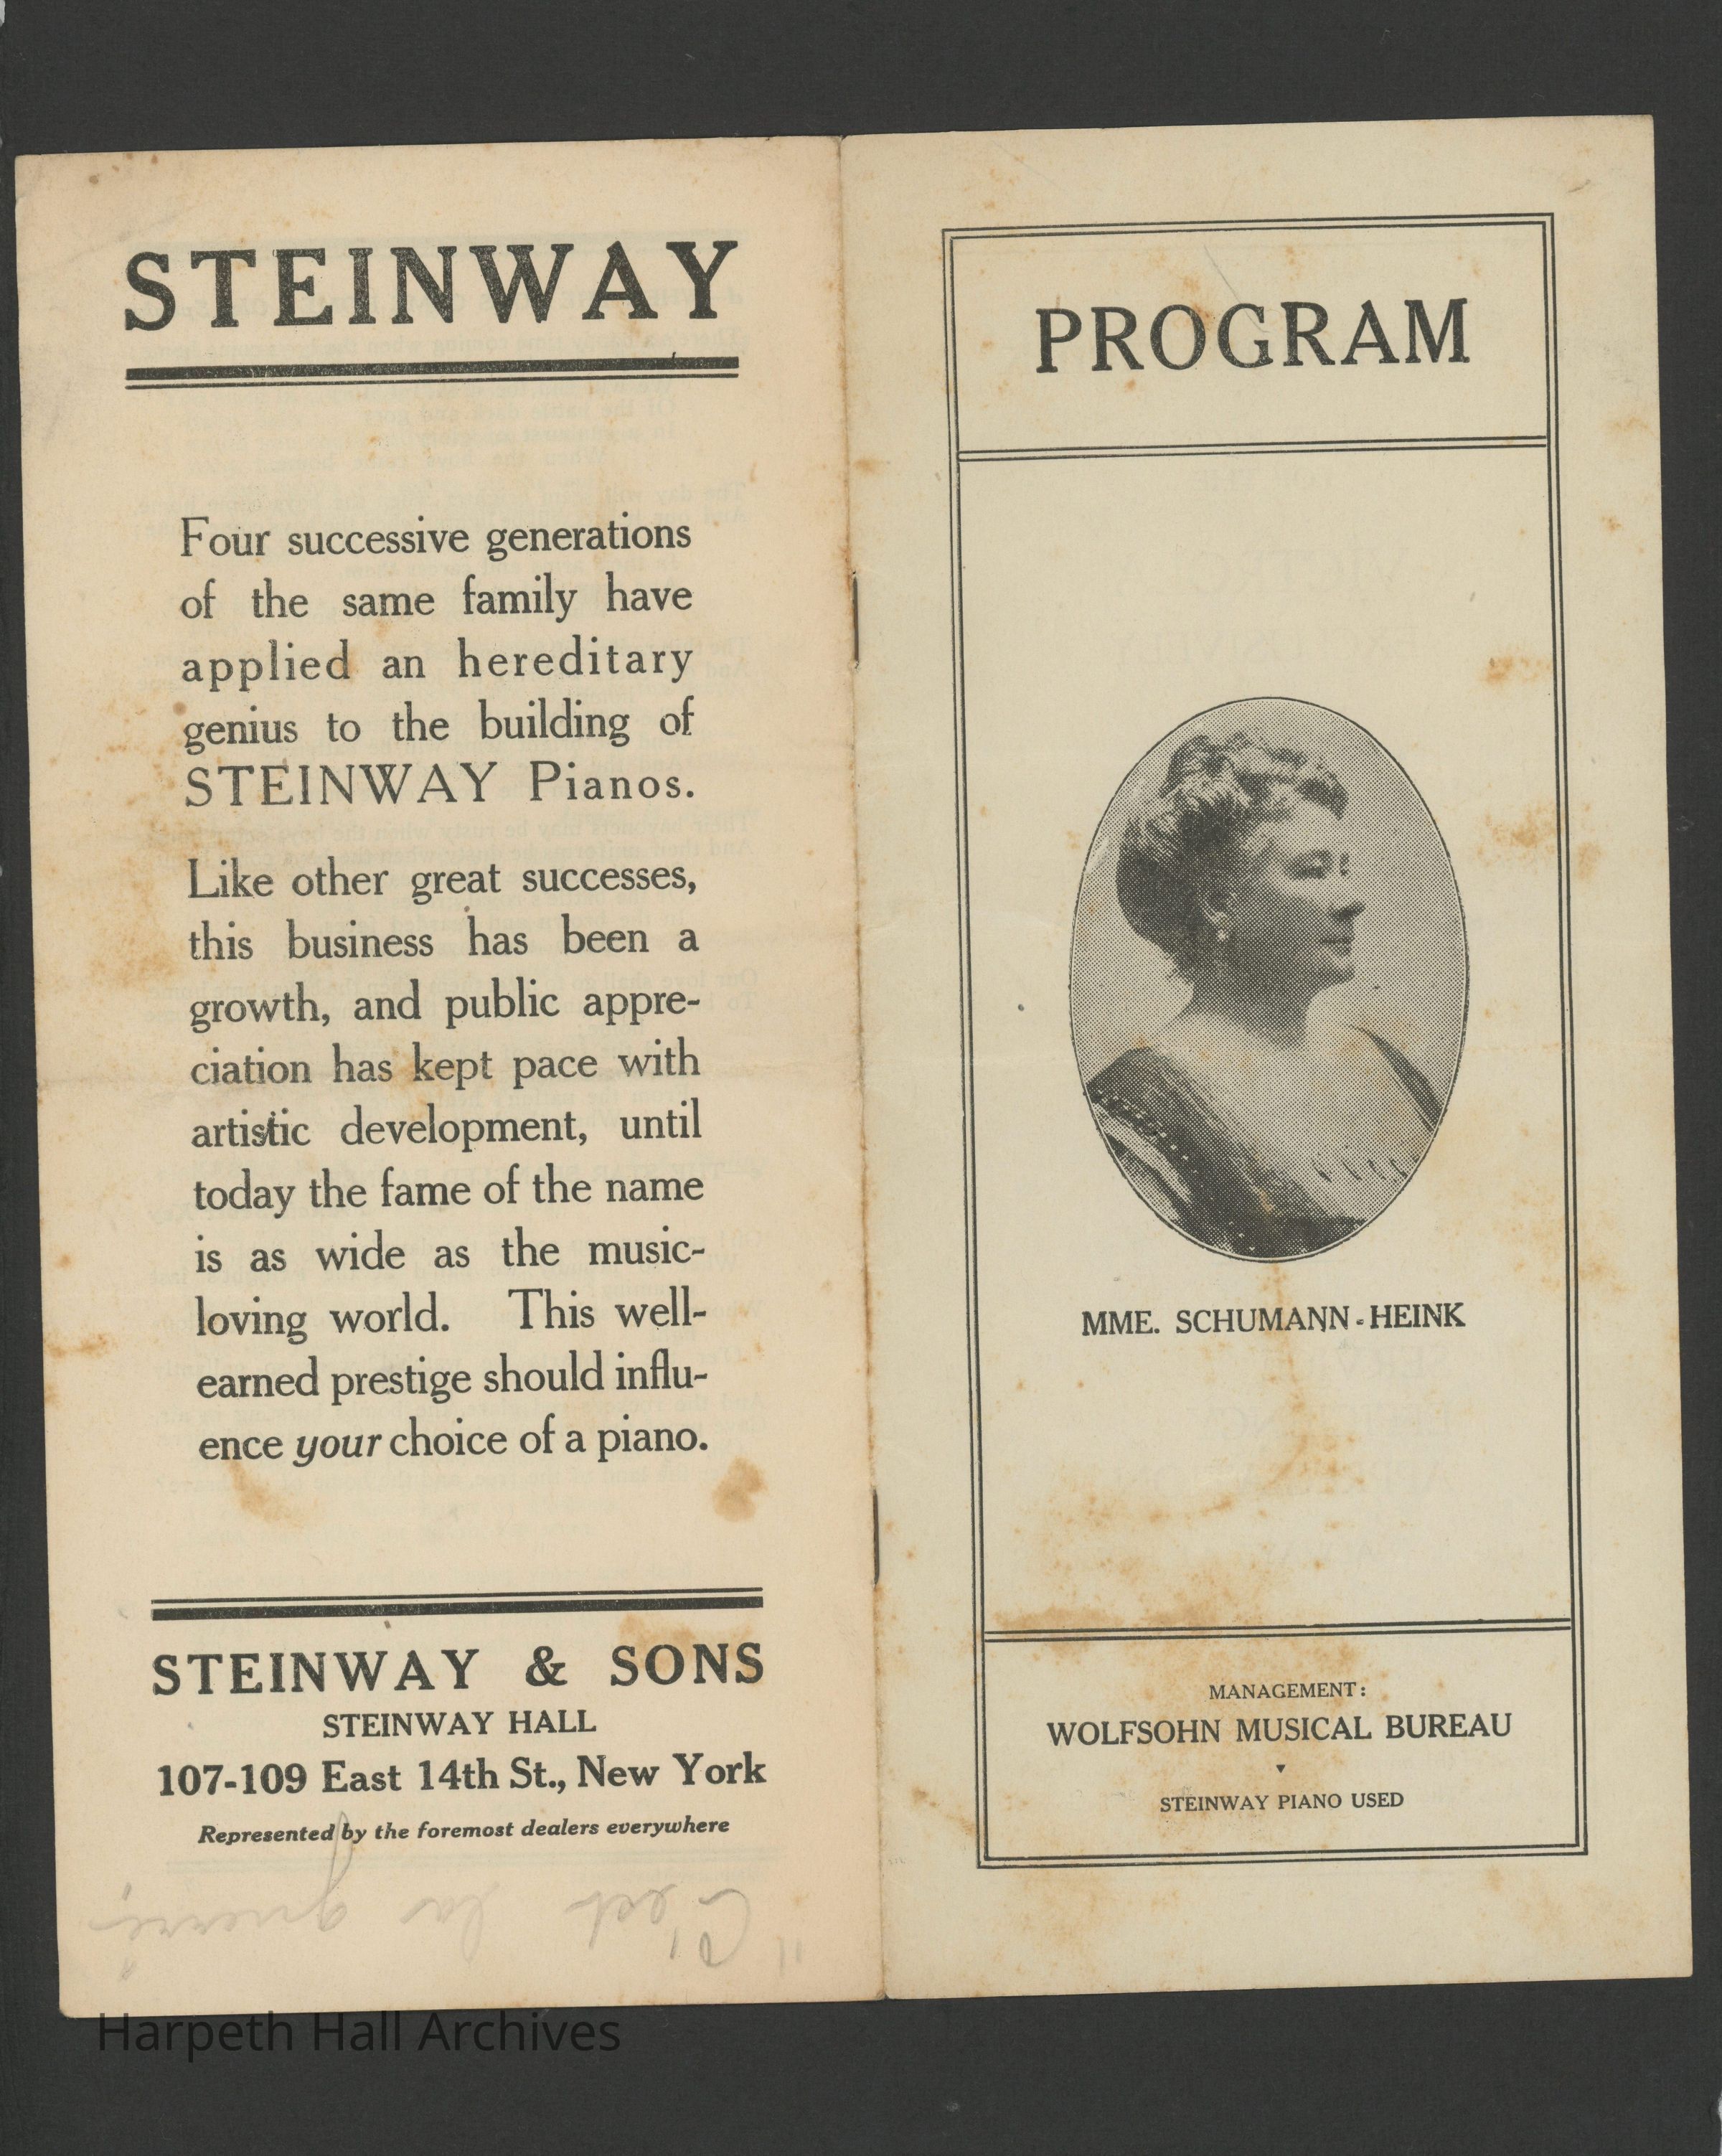 STEINWAY
Four successive generations
of the same family have
applied an hereditary
genius to the building of
STEINWAY Pianos.
Like other great successes,
this business has been a
growth, and public appre-
ciation has kept pace with
artistic development, until
today the fame of the name
is as wide as the music-
loving world. This well-
earned prestige should influ-
ence your choice of a piano.
STEINWAY & SONS
STEINWAY HALL
107-109 East 14th St., New York
Represented by the foremost dealers everywhere
"C'est la guerre"
PROGRAM
MME. SCHUMANN-HEINK
MANAGEMENT:
WOLFSOHN MUSICAL BUREAU
STEINWAY PIANO USED
Harpeth Hall Archives